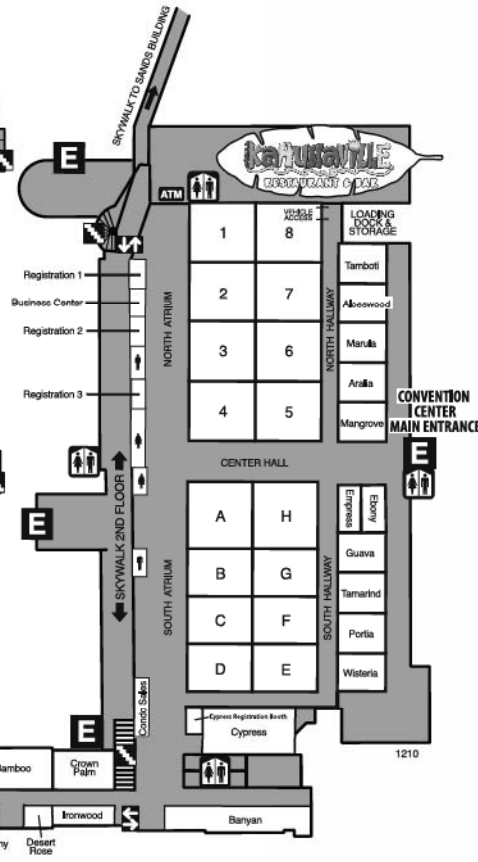 SKYWALK TO SANDS BUILDING
E
KAHUNAVILLE
RESTAURANT & BAR
ATM
VEHICLE
ACCESS
LOADING
DOCK &
STORAGE
1
8
Tamboti
Registration 1
Business Center
2
7
Aloeswood
Registration 2
NORTH ATRIUM
NORTH HALLWAY
3
6
Marula
Aralia
Registration 3
4
5
Mangrove
CONVENTION
CENTER
MAIN ENTRANCE
E
CENTER HALL
SKYWALK 2ND FLOOR
E
A
H
Empress
Ebony
B
G
Guava
SOUTH ATRIUM
SOUTH HALLWAY
C
F
Tamarind
Portia
D
E
Wisteria
Condo Sales
E
Cypress Registration Booth
Cypress
1210
Bamboo
Crown
Palm
Ironwood
Banyan
Desert
Rose
ny